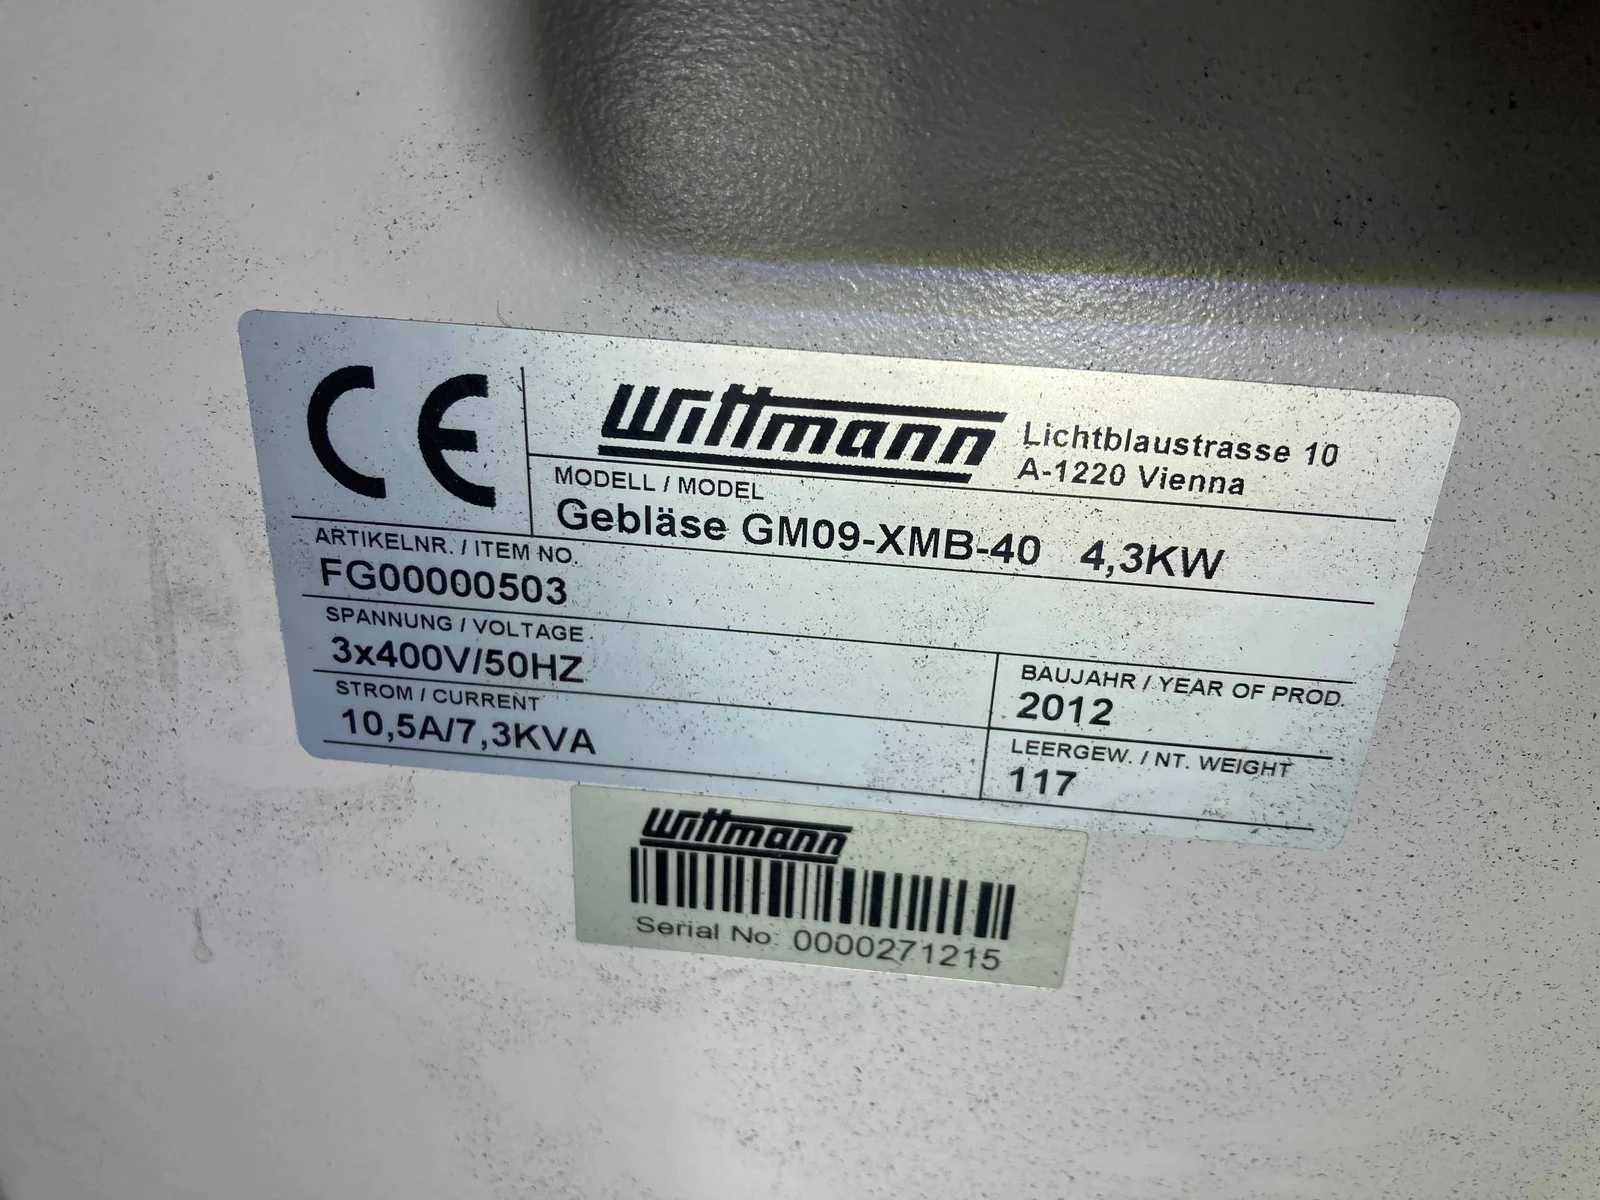 CE
Wittmann
Lichtblaustrasse 10
A-1220 Vienna
MODELL / MODEL
Gebläse GM09-XMB-40 4,3KW
ARTIKELNR. / ITEM NO.
FG00000503
SPANNUNG / VOLTAGE
3x400V/50HZ
STROM / CURRENT
10,5A/7,3KVA
BAUJAHR / YEAR OF PROD.
2012
LEERGEW. / NT. WEIGHT
117
Wittmann
Serial No: 0000271215